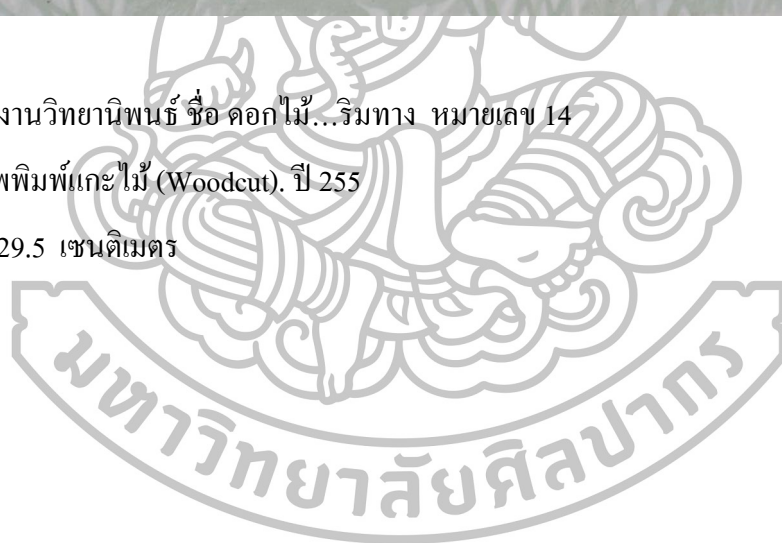 งานวิทยานิพนธ์ ชื่อ ดอกไม้...ริมทาง หมายเลข 14
พพิมพ์แกะไม้ (Woodcut). ปี 255
29.5 เซนติเมตร
มหาวิทยาลัยศิลปากร